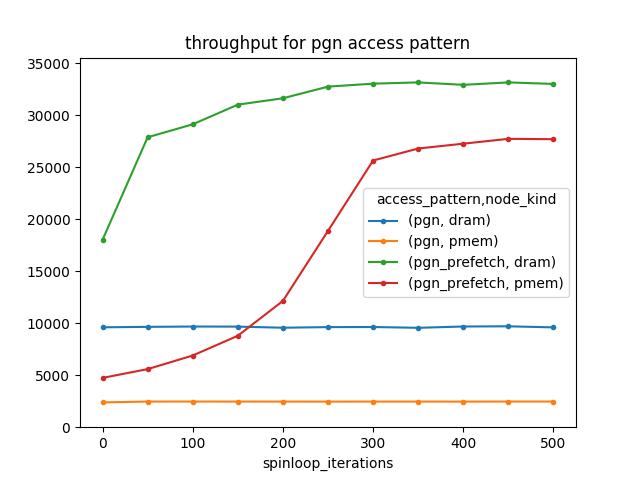 throughput for pgn access pattern
35000
30000
25000
20000
15000
10000
5000
0
access_pattern,node_kind
(pgn, dram)
(pgn, pmem)
(pgn_prefetch, dram)
(pgn_prefetch, pmem)
0 100 200 300 400 500
spinloop_iterations